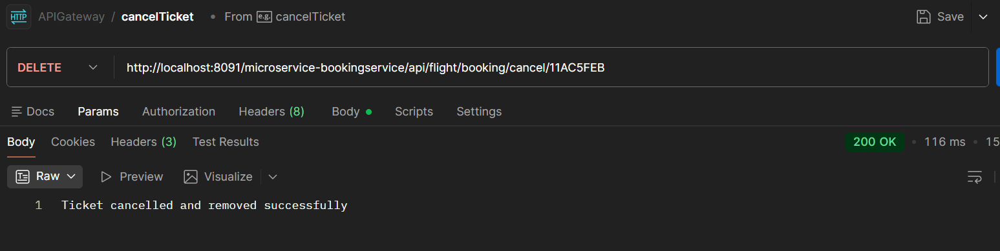 HTTP APIGateway / cancelTicket • From e.g. cancelTicket Save
DELETE http://localhost:8091/microservice-bookingservice/api/flight/booking/cancel/11AC5FEB
Docs Params Authorization Headers (8) Body Scripts Settings
Body Cookies Headers (3) Test Results 200 OK • 116 ms • 15
Raw Preview Visualize
1 Ticket cancelled and removed successfully